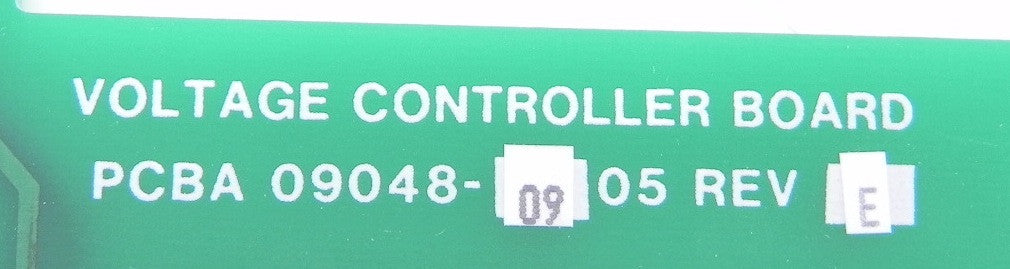 VOLTAGE CONTROLLER BOARD
PCBA 09048-09 05 REV E